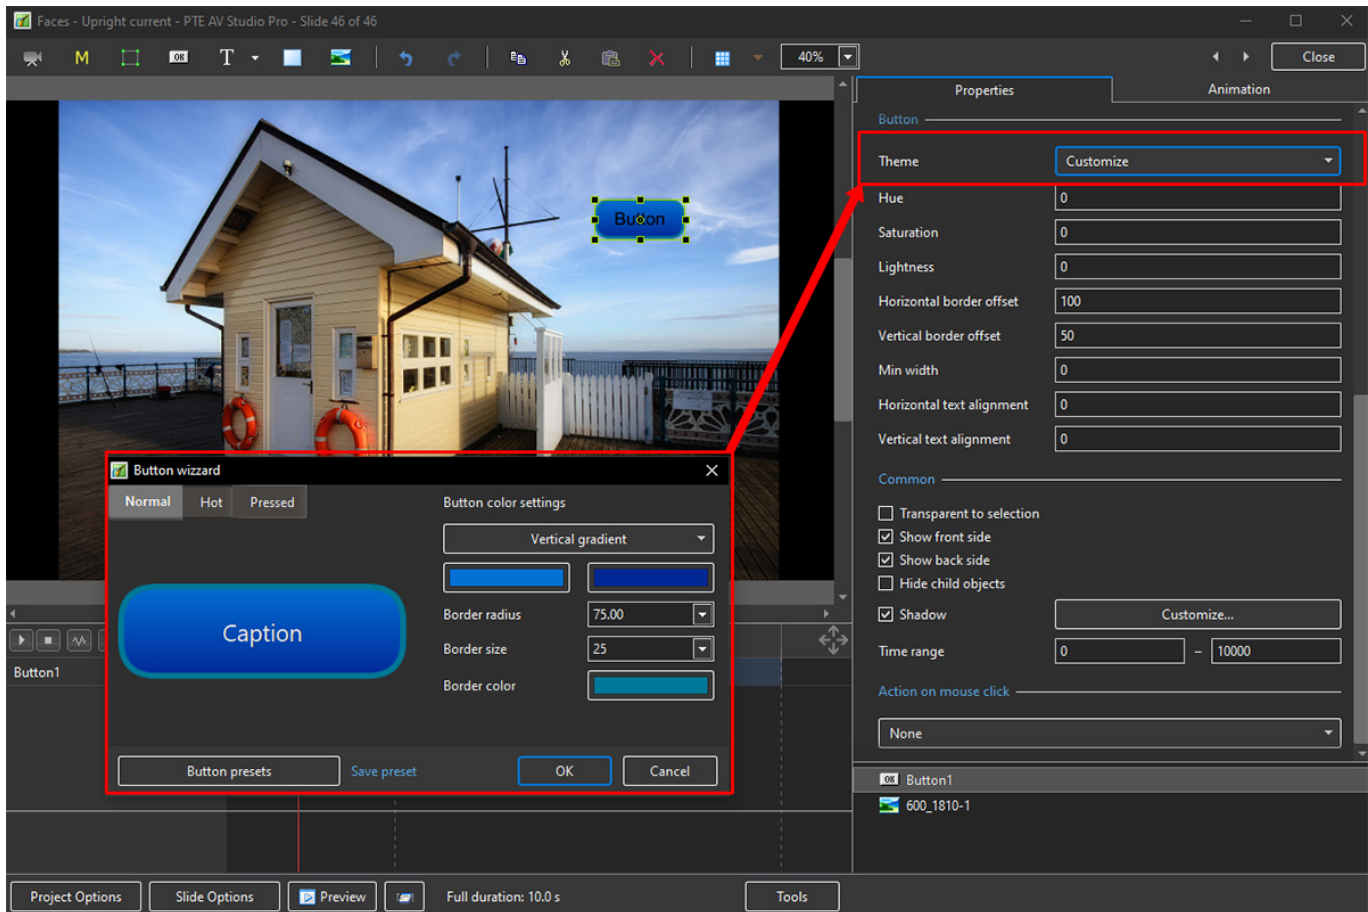 Faces - Upright current - PTE AV Studio Pro - Slide 46 of 46
M
OK
T
40%
Close
Properties
Animation
Button
Theme
Customize
Hue
0
Saturation
0
Lightness
0
Horizontal border offset
100
Vertical border offset
50
Min width
0
Horizontal text alignment
0
Vertical text alignment
0
Common
Transparent to selection
Show front side
Show back side
Hide child objects
Shadow
Customize...
Time range
0
–
10000
Action on mouse click
None
OK
Button1
600_1810-1
Button
Button wizzard
Normal
Hot
Pressed
Button color settings
Vertical gradient
Caption
Border radius
75.00
Border size
25
Border color
Button presets
Save preset
OK
Cancel
Button1
Project Options
Slide Options
Preview
Full duration: 10.0 s
Tools